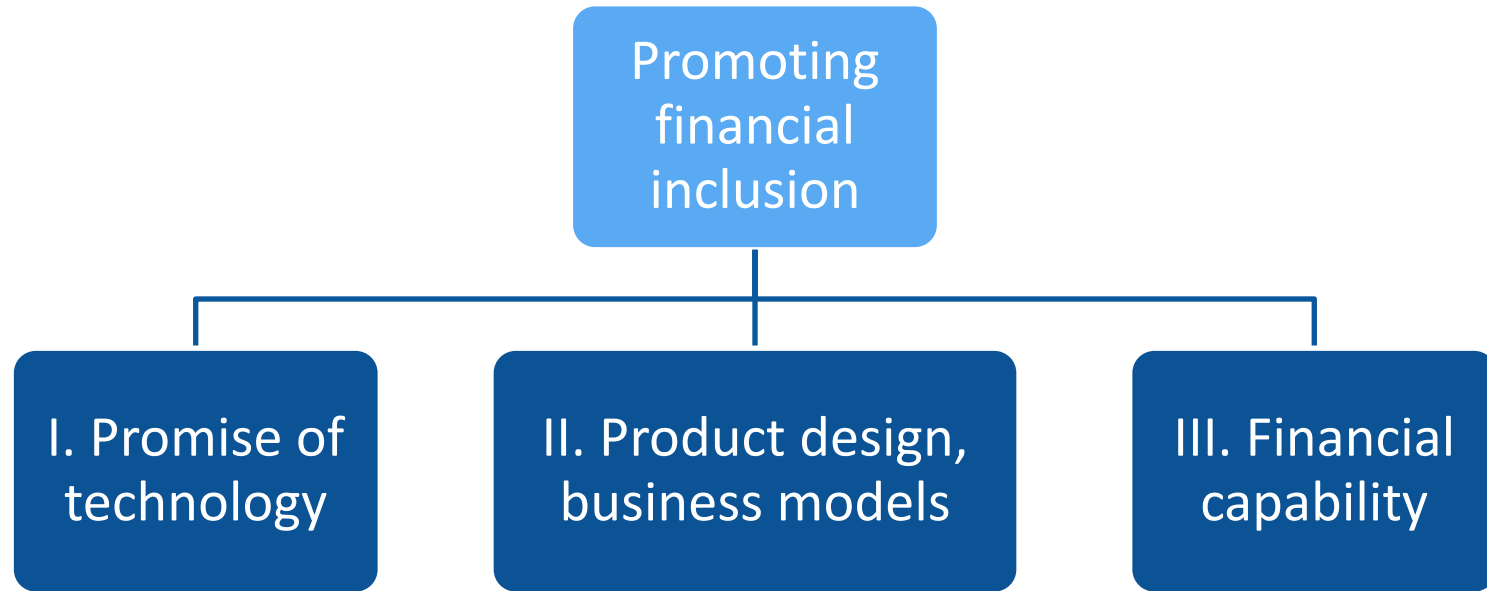 Promoting
financial
inclusion
I. Promise of
technology
II. Product design,
business models
III. Financial
capability